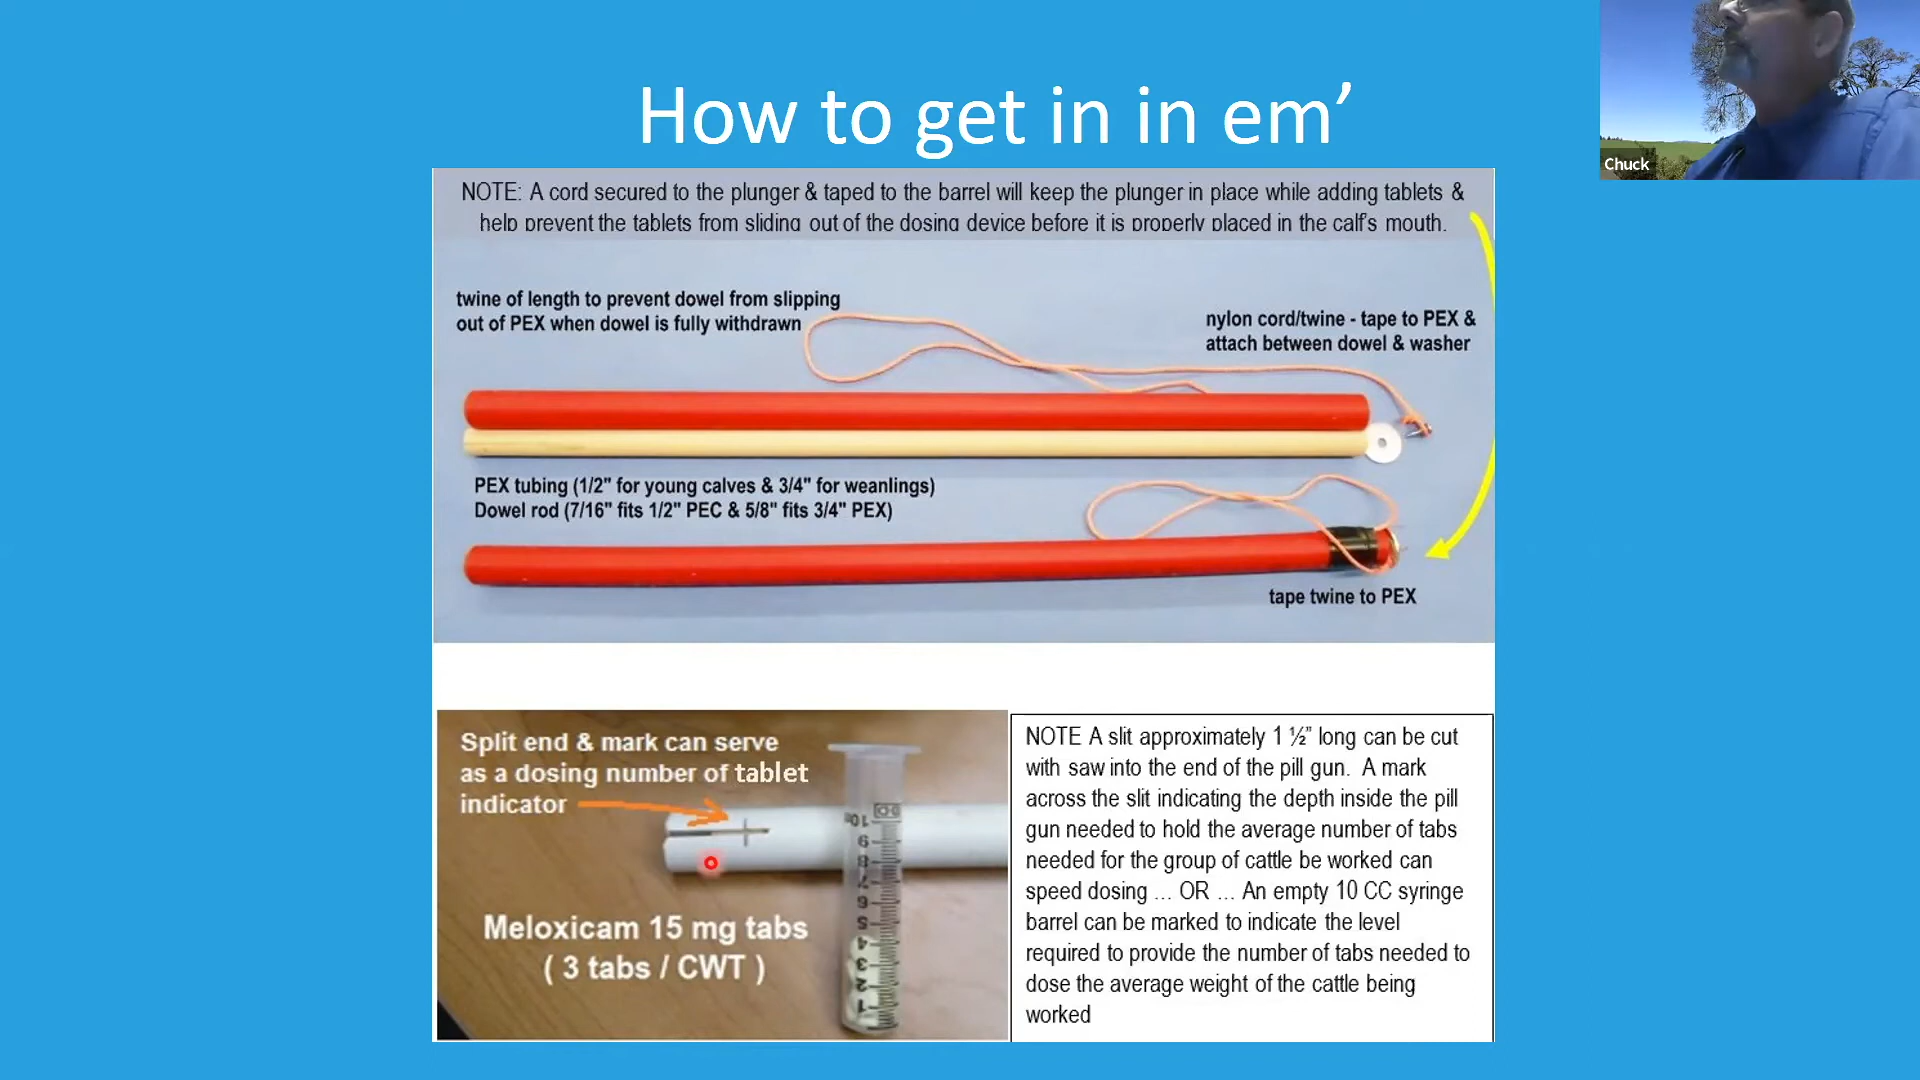 How to get in in em’
Chuck
NOTE: A cord secured to the plunger & taped to the barrel will keep the plunger in place while adding tablets &
help prevent the tablets from sliding out of the dosing device before it is properly placed in the calf's mouth.
twine of length to prevent dowel from slipping
out of PEX when dowel is fully withdrawn
nylon cord/twine - tape to PEX &
attach between dowel & washer
PEX tubing (1/2" for young calves & 3/4" for weanlings)
Dowel rod (7/16" fits 1/2" PEC & 5/8" fits 3/4" PEX)
tape twine to PEX
Split end & mark can serve
as a dosing number of tablet
indicator
Meloxicam 15 mg tabs
( 3 tabs / CWT )
10
9
8
7
6
5
4
3
2
1
NOTE A slit approximately 1 ½” long can be cut
with saw into the end of the pill gun. A mark
across the slit indicating the depth inside the pill
gun needed to hold the average number of tabs
needed for the group of cattle be worked can
speed dosing … OR … An empty 10 CC syringe
barrel can be marked to indicate the level
required to provide the number of tabs needed to
dose the average weight of the cattle being
worked